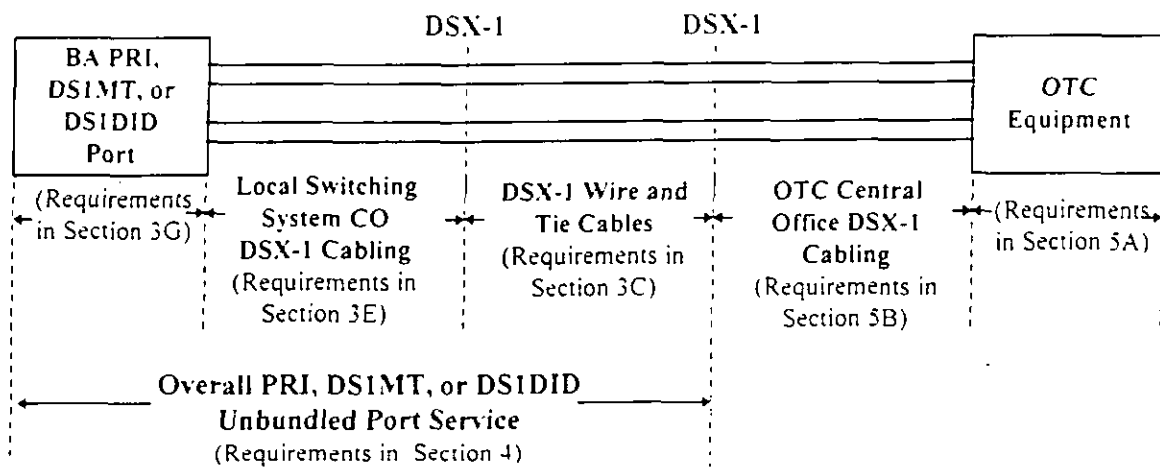 DSX-1
DSX-1
BA PRI,
DS1MT, or
DS1DID
Port
OTC
Equipment
(Requirements
in Section 3G)
Local Switching
System CO
DSX-1 Cabling
(Requirements in
Section 3E)
DSX-1 Wire and
Tie Cables
(Requirements in
Section 3C)
OTC Central
Office DSX-1
Cabling
(Requirements in
Section 5B)
(Requirements
in Section 5A)
Overall PRI, DS1MT, or DS1DID
Unbundled Port Service
(Requirements in Section 4)